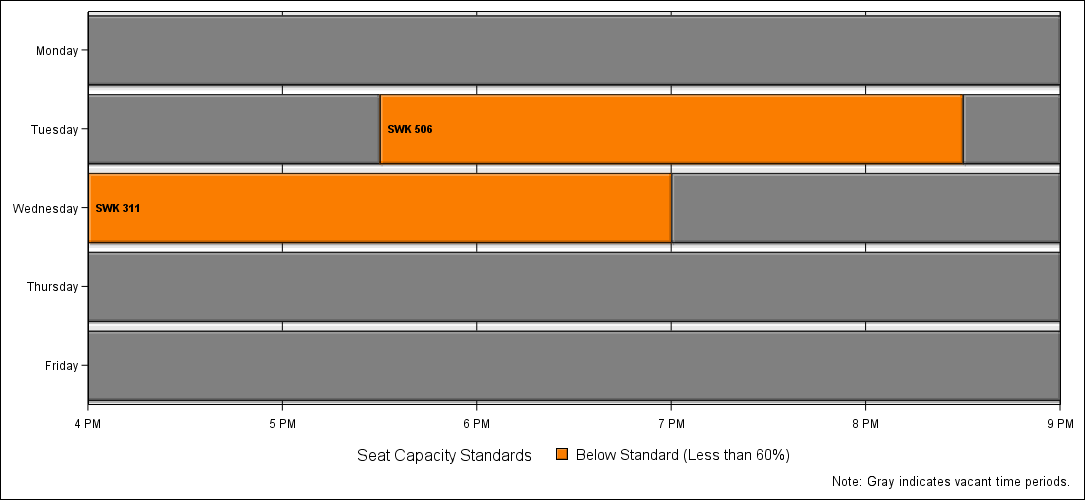 Monday
Tuesday
SWK 506
Wednesday
SWK 311
Thursday
Friday
4 PM 5 PM 6 PM 7 PM 8 PM 9 PM
Seat Capacity Standards Below Standard (Less than 60%)
Note: Gray indicates vacant time periods.